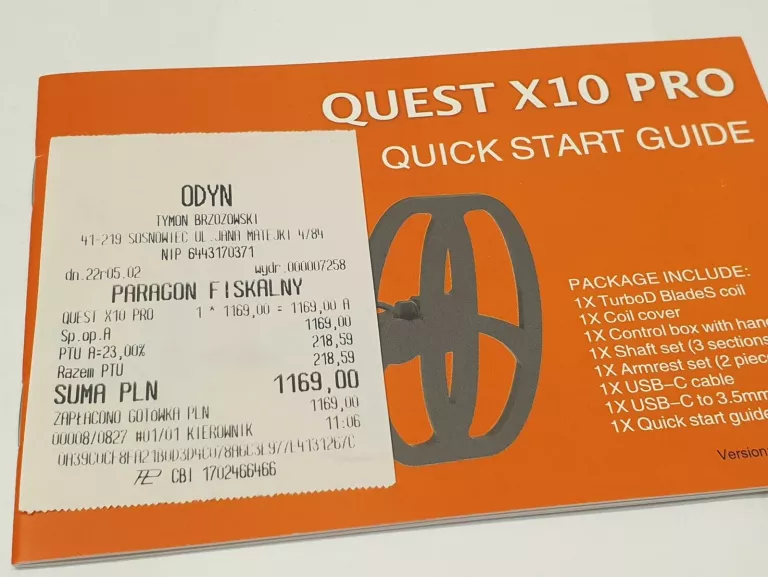 QUEST X10 PRO
QUICK START GUIDE
PACKAGE INCLUDE:
1X TurboD BladeS coil
1X Coil cover
1X Control box with hand
1X Shaft set (3 sections
1X Armrest set (2 piec
1X USB-C cable
1X USB-C to 3.5mm
1X Quick start guide
Version
ODYN
TYMON BRZOZOWSKI
41-219 SOSNOWIEC UL.JANA MATEJKI 4/84
NIP 6443170371
dn.22r05.02 wydr.000007258
PARAGON FISKALNY
QUEST X10 PRO 1 * 1169,00 = 1169,00 A
Sp.op.A 1169,00
PTU A=23,00% 218,59
Razem PTU 218,59
SUMA PLN 1169,00
ZAPŁACONO GOTÓWKA PLN 1169,00
00008/0827 #01/01 KIEROWNIK 11:06
CBI 1702466466